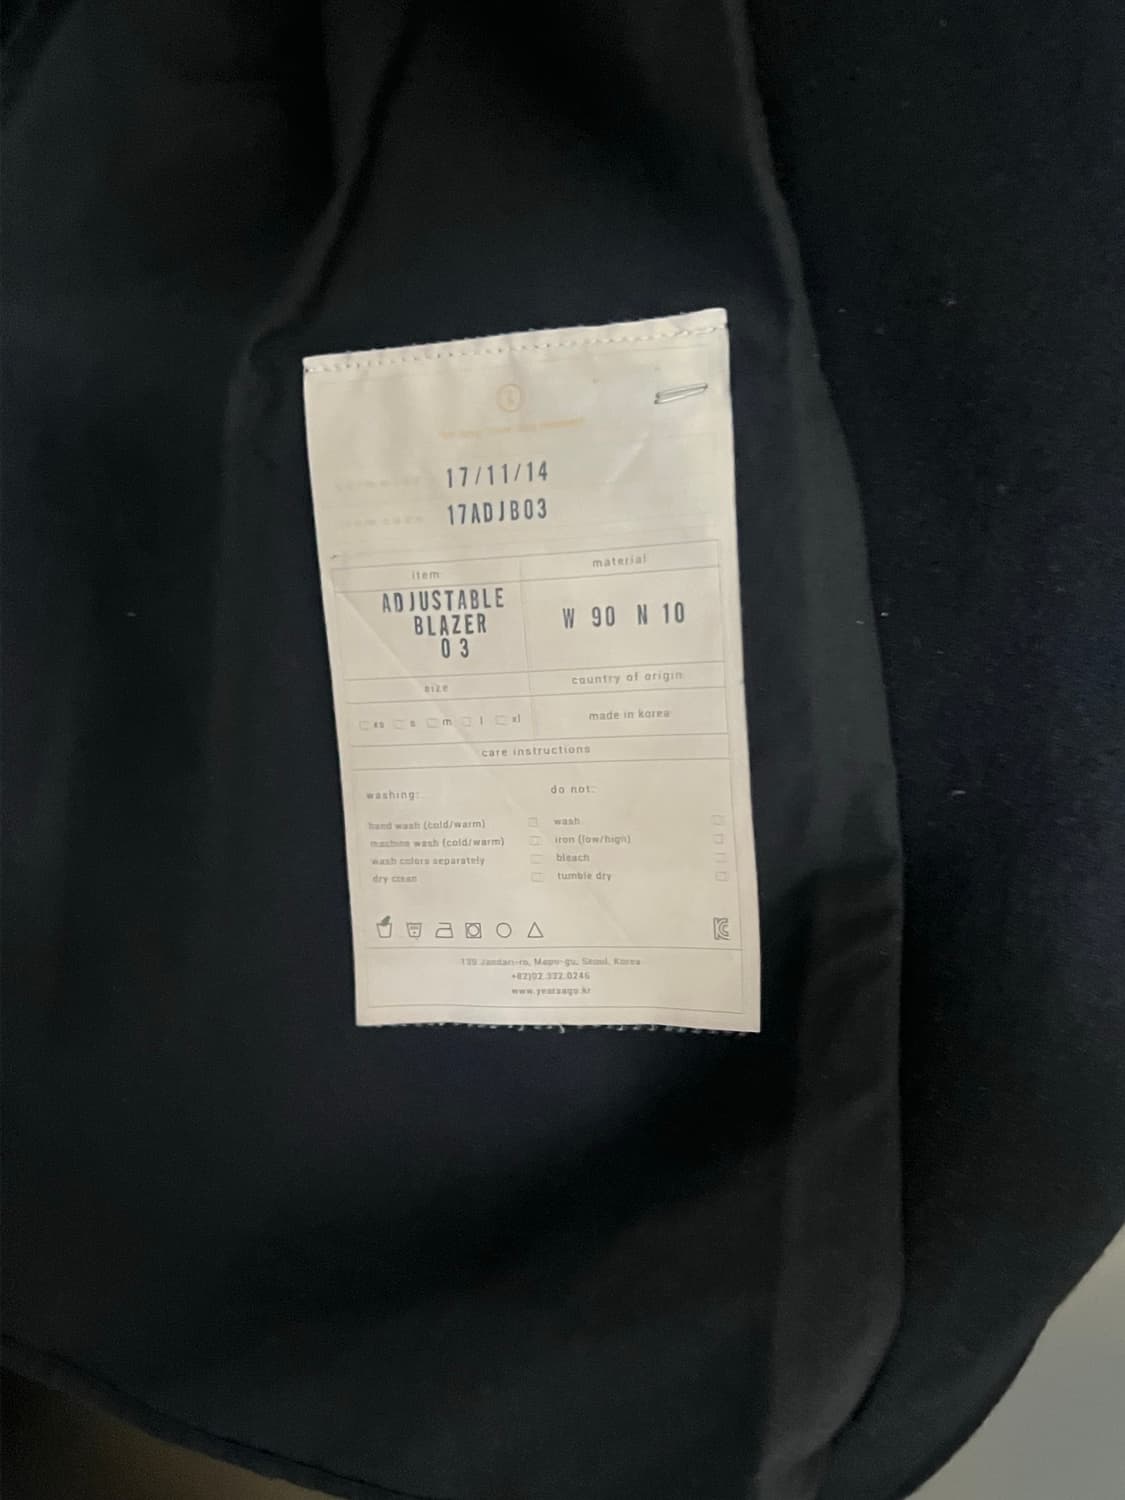 17/11/14
17ADJB03
item
material
ADJUSTABLE
BLAZER
03
W 90 N 10
size
country of origin
xs s m l xl
made in korea
care instructions
washing:
do not:
hand wash (cold/warm)
wash
machine wash (cold/warm)
iron (low/high)
wash colors separately
bleach
dry clean
tumble dry
Jandari-ro, Mapo-gu, Seoul, Korea
+82)02.322.0246
www.yearsago.kr